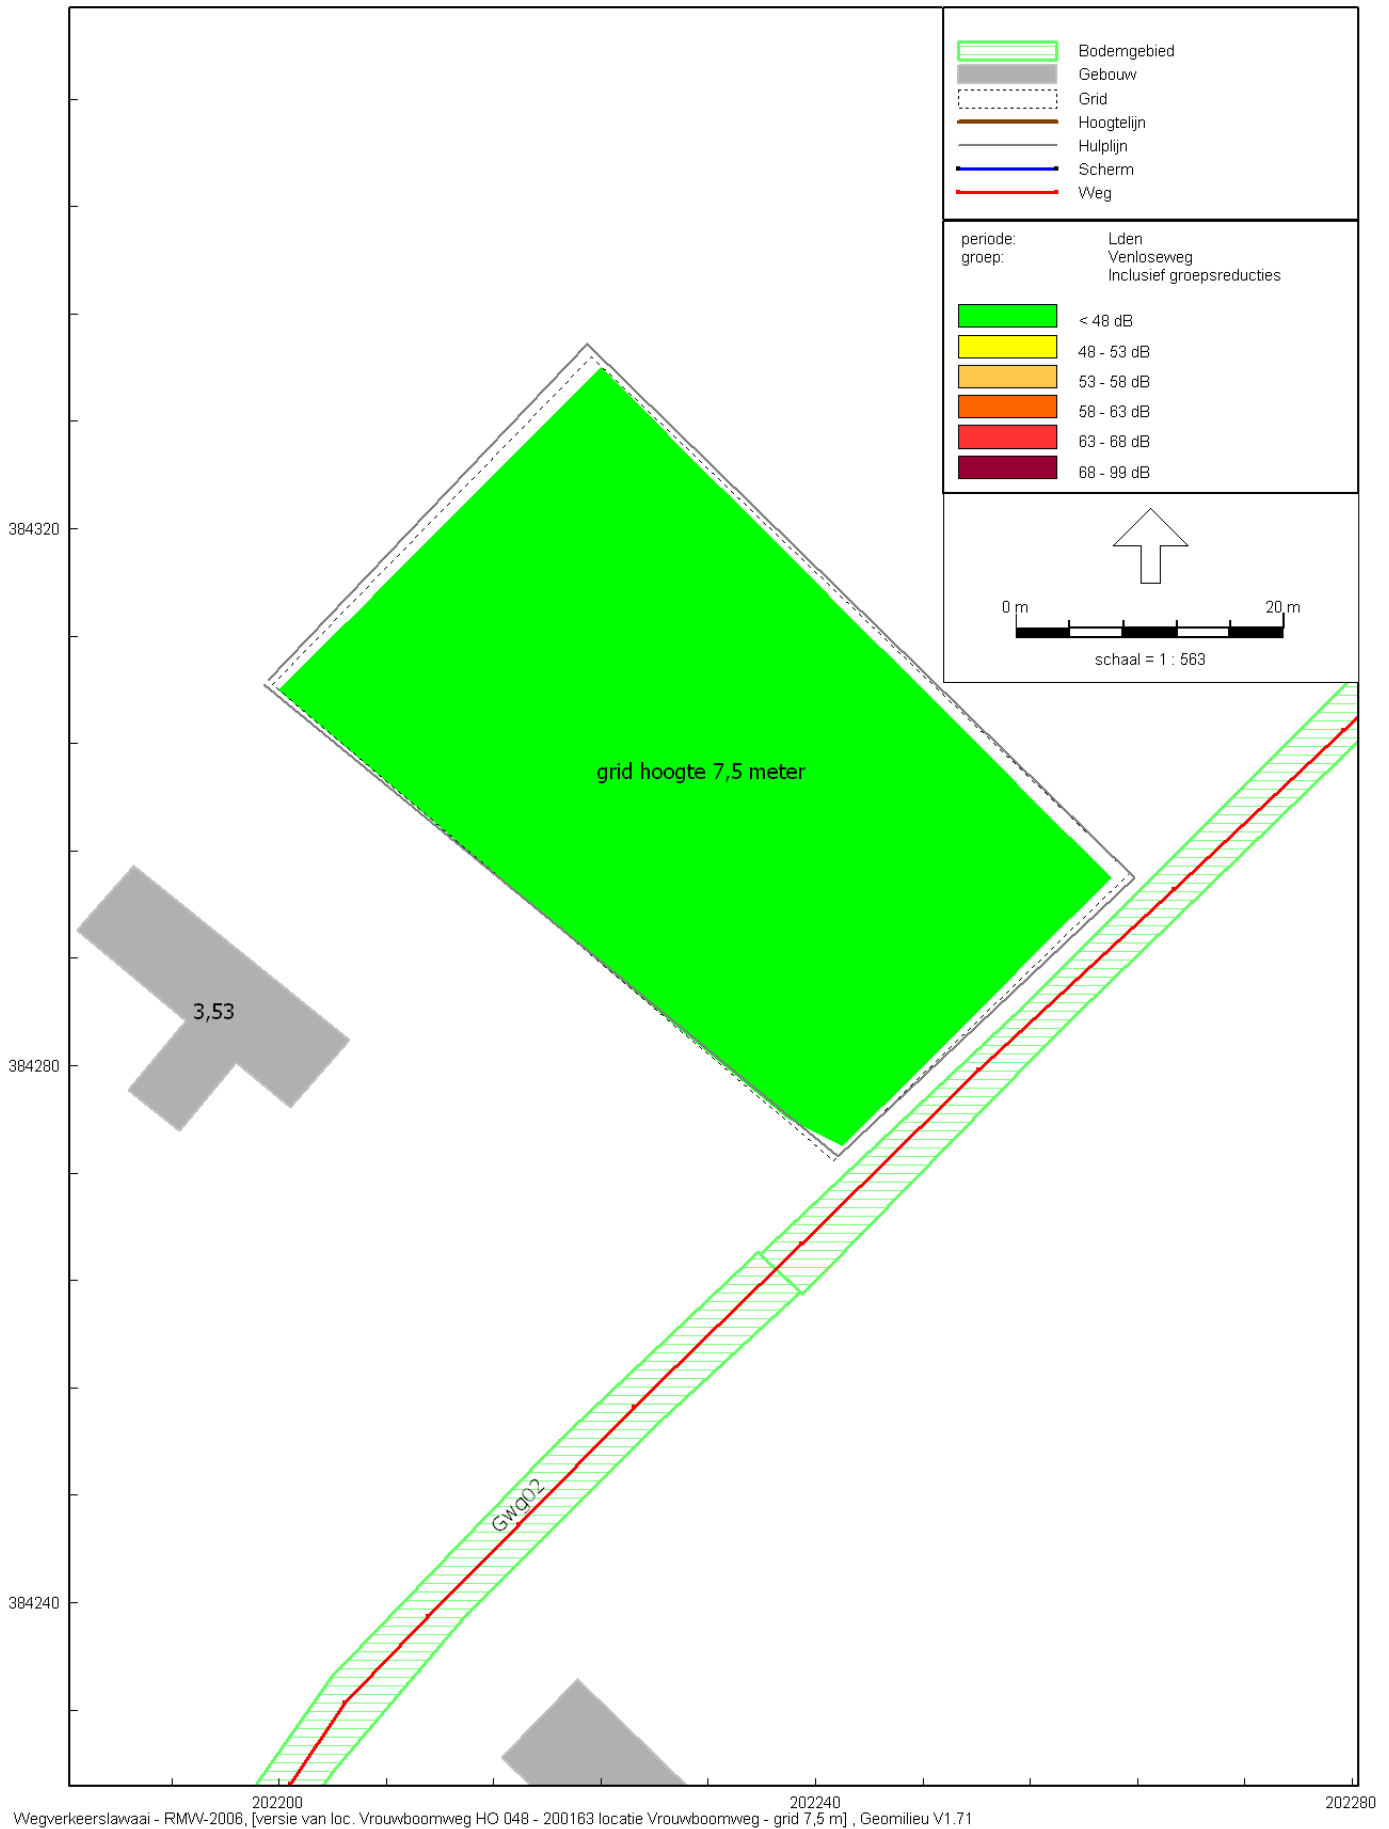 Bodemgebied
Gebouw
Grid
Hoogtelijn
Hulplijn
Scherm
Weg
periode: Lden
groep: Venloseweg
Inclusief groepsreducties
< 48 dB
48 - 53 dB
53 - 58 dB
58 - 63 dB
63 - 68 dB
68 - 99 dB
384320
0 m 20 m
schaal = 1 : 563
grid hoogte 7,5 meter
3,53
384280
Gwg02
384240
202200 202240 202280
Wegverkeerslawaai - RMW-2006, [versie van loc. Vrouwboomweg HO 048 - 200163 locatie Vrouwboomweg - grid 7,5 m] , Geomilieu V1.71